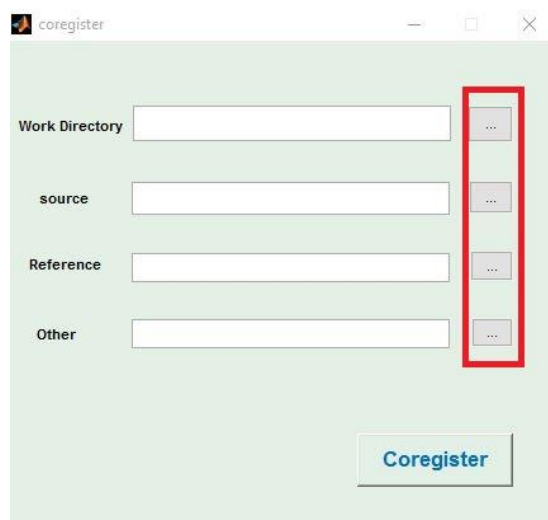 coregister
Work Directory ...
source ...
Reference ...
Other ...
Coregister